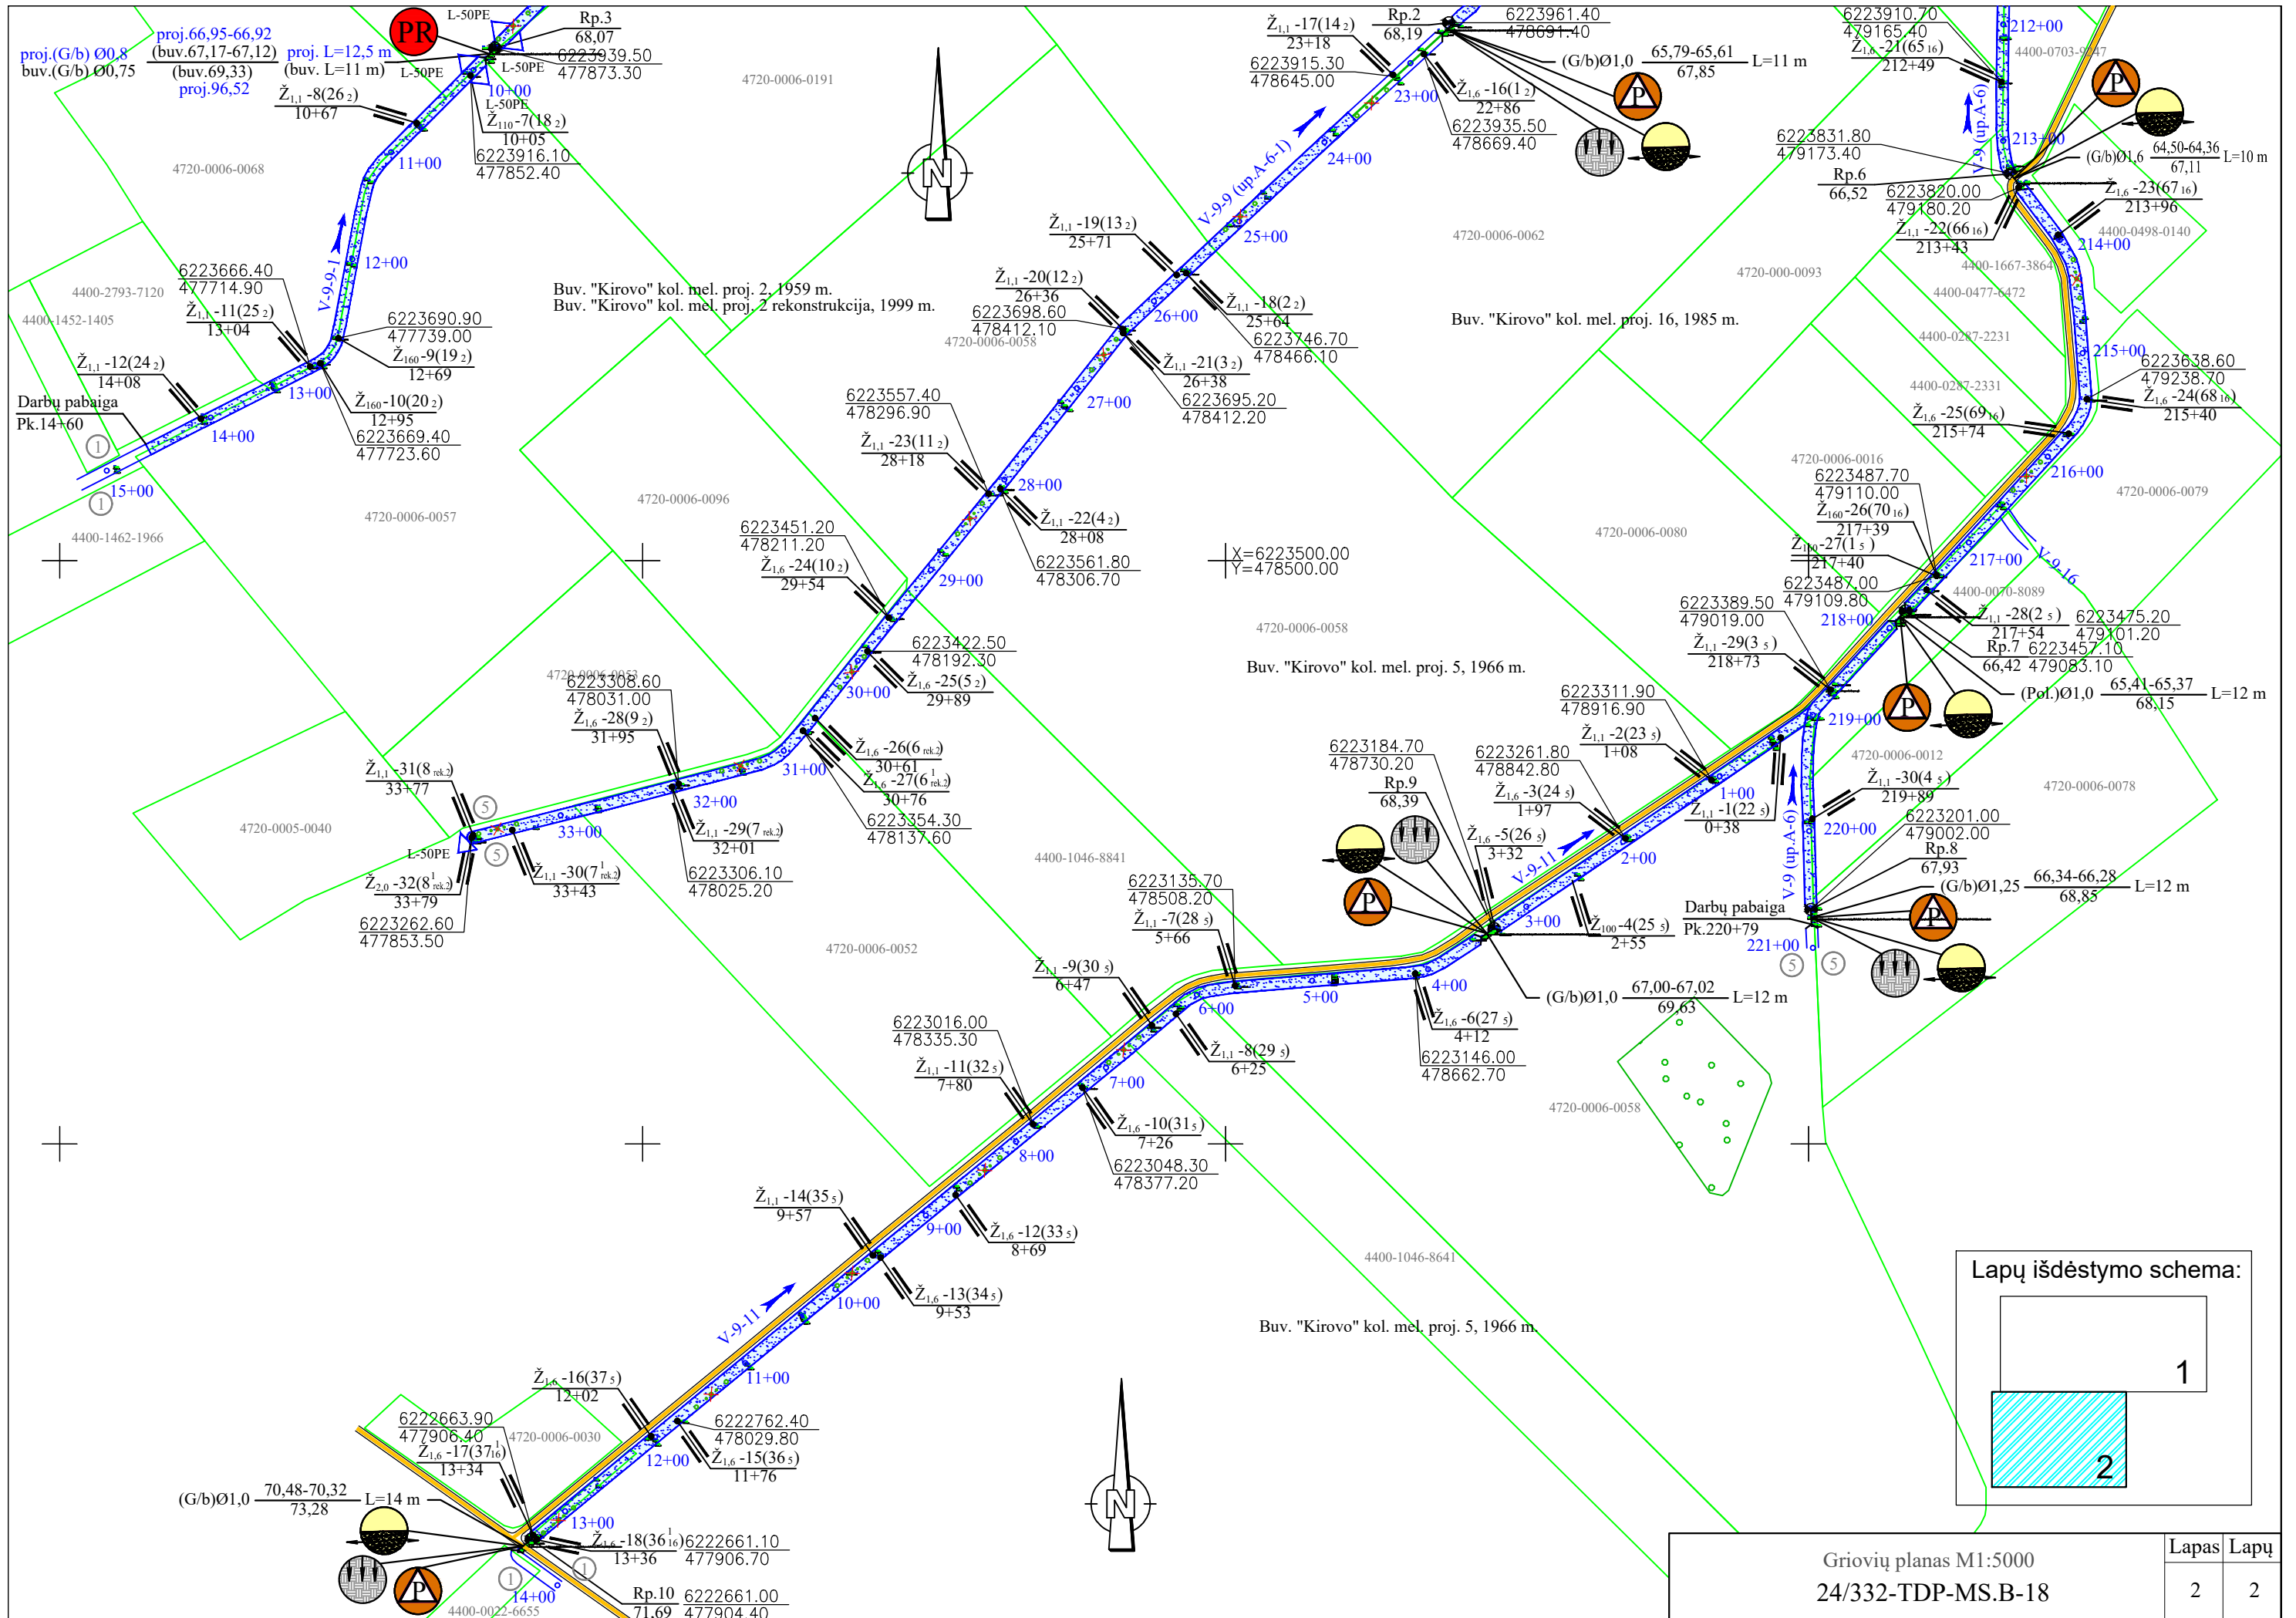 proj.(G/b) Ø0,8
buv.(G/b) Ø0,75
proj.66,95-66,92
(buv.67,17-67,12)
(buv.69,33)
proj.96,52
proj. L=12,5 m
(buv. L=11 m)
PR
L-50PE
L-50PE
L-50PE
L-50PE
Rp.3
68,07
6223939.50
477873.30
Ž1,1 -8(26 2)
10+67
10+00
Ž110-7(18 2)
10+05
6223916.10
477852.40
4720-0006-0191
4720-0006-0068
11+00
N
V-9-9-1
12+00
6223666.40
477714.90
Ž1,1 -11(25 2)
13+04
4400-2793-7120
4400-1452-1405
6223690.90
477739.00
Ž160-9(19 2)
12+69
Ž1,1 -12(24 2)
14+08
Darbų pabaiga
Pk.14+60
13+00
Ž160-10(20 2)
12+95
6223669.40
477723.60
14+00
15+00
1
1
4720-0006-0057
4400-1462-1966
Buv. "Kirovo" kol. mel. proj. 2, 1959 m.
Buv. "Kirovo" kol. mel. proj. 2 rekonstrukcija, 1999 m.
Ž1,1 -17(14 2)
23+18
Rp.2
68,19
6223961.40
478691.40
6223915.30
478645.00
(G/b)Ø1,0 65,79-65,61 L=11 m
67,85
P
Ž1,6 -16(1 2)
22+86
6223935.50
478669.40
23+00
24+00
V-9-9 (up.A-6-1)
25+00
Ž1,1 -19(13 2)
25+71
Ž1,1 -20(12 2)
26+36
6223698.60
478412.10
4720-0006-0058
26+00
Ž1,1 -18(2 2)
25+64
6223746.70
478466.10
Ž1,1 -21(3 2)
26+38
6223695.20
478412.20
27+00
4720-0006-0062
6223557.40
478296.90
Ž1,1 -23(11 2)
28+18
28+00
Ž1,1 -22(4 2)
28+08
6223561.80
478306.70
4720-0006-0096
6223451.20
478211.20
Ž1,6 -24(10 2)
29+54
29+00
6223422.50
478192.30
Ž1,6 -25(5 2)
29+89
30+00
X=6223500.00
Y=478500.00
4720-0006-0058
4720-0006-0053
6223308.60
478031.00
Ž1,6 -28(9 2)
31+95
Ž1,6 -26(6 rek.2)
30+61
Ž1,6 -27(6 1 rek.2)
30+76
6223354.30
478137.60
31+00
32+00
Ž1,1 -29(7 rek.2)
32+01
6223306.10
478025.20
Ž1,1 -31(8 rek.2)
33+77
5
5
33+00
L-50PE
4720-0005-0040
Ž2,0 -32(8 1 rek.2)
33+79
6223262.60
477853.50
Ž1,1 -30(7 1 rek.2)
33+43
6223910.70
479165.40
Ž1,6 -21(65 16)
212+49
212+00
4400-0703-9247
V-9 (up.A-6)
P
6223831.80
479173.40
213+00
(G/b)Ø1,6 64,50-64,36 L=10 m
67,11
Rp.6
66,52
6223820.00
479180.20
Ž1,6 -23(67 16)
213+96
Ž1,1 -22(66 16)
213+43
214+00
4400-0498-0140
4720-000-0093
4400-1667-3864
4400-0477-6472
4400-0287-2231
4400-0287-2331
Buv. "Kirovo" kol. mel. proj. 16, 1985 m.
215+00
6223638.60
479238.70
Ž1,6 -24(68 16)
215+40
Ž1,6 -25(69 16)
215+74
216+00
4720-0006-0016
6223487.70
479110.00
Ž160-26(70 16)
217+39
4720-0006-0079
4720-0006-0080
Ž160-27(1 5)
217+40
217+00
V-9-16
6223487.00
479109.80
4400-0070-8089
6223389.50
479019.00
218+00
Ž1,1 -28(2 5)
217+54
6223475.20
479101.20
Rp.7
66,42
6223457.10
479083.10
Ž1,1 -29(3 5)
218+73
(Pol.)Ø1,0 65,41-65,37 L=12 m
68,15
P
219+00
Buv. "Kirovo" kol. mel. proj. 5, 1966 m.
6223311.90
478916.90
Ž1,1 -2(23 5)
1+08
4720-0006-0012
4720-0006-0078
Ž1,1 -30(4 5)
219+89
220+00
6223201.00
479002.00
Rp.8
67,93
(G/b)Ø1,25 66,34-66,28 L=12 m
68,85
V-9 (up.A-6)
P
Darbų pabaiga
Pk.220+79
221+00
5
5
6223184.70
478730.20
Rp.9
68,39
6223261.80
478842.80
Ž1,6 -3(24 5)
1+97
1+00
Ž1,1 -1(22 5)
0+38
2+00
Ž1,6 -5(26 5)
3+32
V-9-11
P
3+00
Ž100-4(25 5)
2+55
4400-1046-8841
6223135.70
478508.20
Ž1,1 -7(28 5)
5+66
4720-0006-0052
(G/b)Ø1,0 67,00-67,02 L=12 m
69,63
4+00
5+00
6+00
Ž1,6 -6(27 5)
4+12
6223146.00
478662.70
Ž1,1 -9(30 5)
6+47
Ž1,1 -8(29 5)
6+25
6223016.00
478335.30
Ž1,1 -11(32 5)
7+80
7+00
Ž1,6 -10(31 5)
7+26
6223048.30
478377.20
8+00
4720-0006-0058
Ž1,1 -14(35 5)
9+57
9+00
Ž1,6 -12(33 5)
8+69
Ž1,6 -13(34 5)
9+53
10+00
V-9-11
4400-1046-8641
Buv. "Kirovo" kol. mel. proj. 5, 1966 m.
11+00
Ž1,6 -16(37 5)
12+02
6222663.90
477906.40
4720-0006-0030
Ž1,6 -17(37 1 16)
13+34
6222762.40
478029.80
Ž1,6 -15(36 5)
11+76
12+00
(G/b)Ø1,0 70,48-70,32 L=14 m
73,28
13+00
Ž1,6 -18(36 1 16)
13+36
6222661.10
477906.70
P
1
1
14+00
4400-0022-6655
Rp.10
71,69
6222661.00
477904.40
N
Lapų išdėstymo schema:
1
2
Griovių planas M1:5000
24/332-TDP-MS.B-18
Lapas
Lapų
2
2